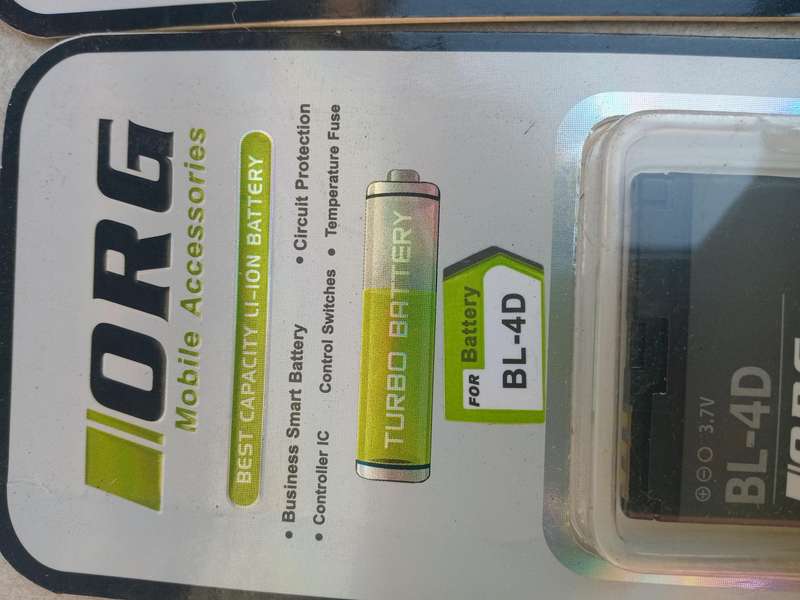 ORG
Mobile Accessories
BEST CAPACITY LI-ION BATTERY
• Business Smart Battery • Circuit Protection
• Controller IC Control Switches • Temperature Fuse
TURBO BATTERY
FOR Battery
BL-4D
3.7V
BL-4D
ORG